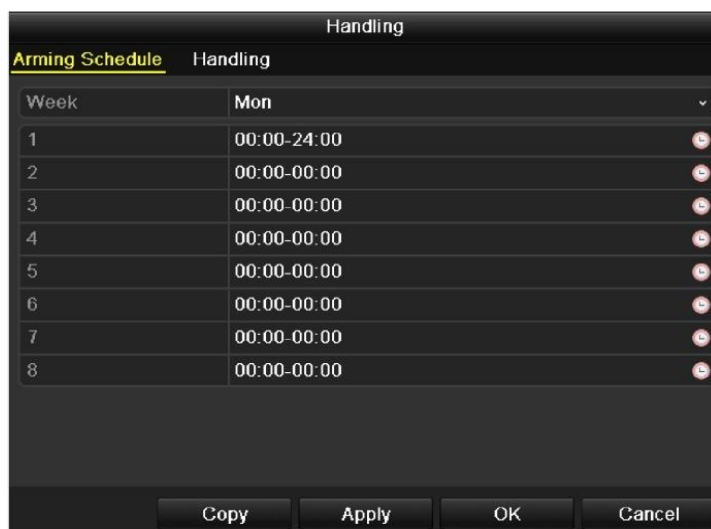 Handling
Arming Schedule Handling
Week Mon
1 00:00-24:00
2 00:00-00:00
3 00:00-00:00
4 00:00-00:00
5 00:00-00:00
6 00:00-00:00
7 00:00-00:00
8 00:00-00:00
Copy Apply OK Cancel